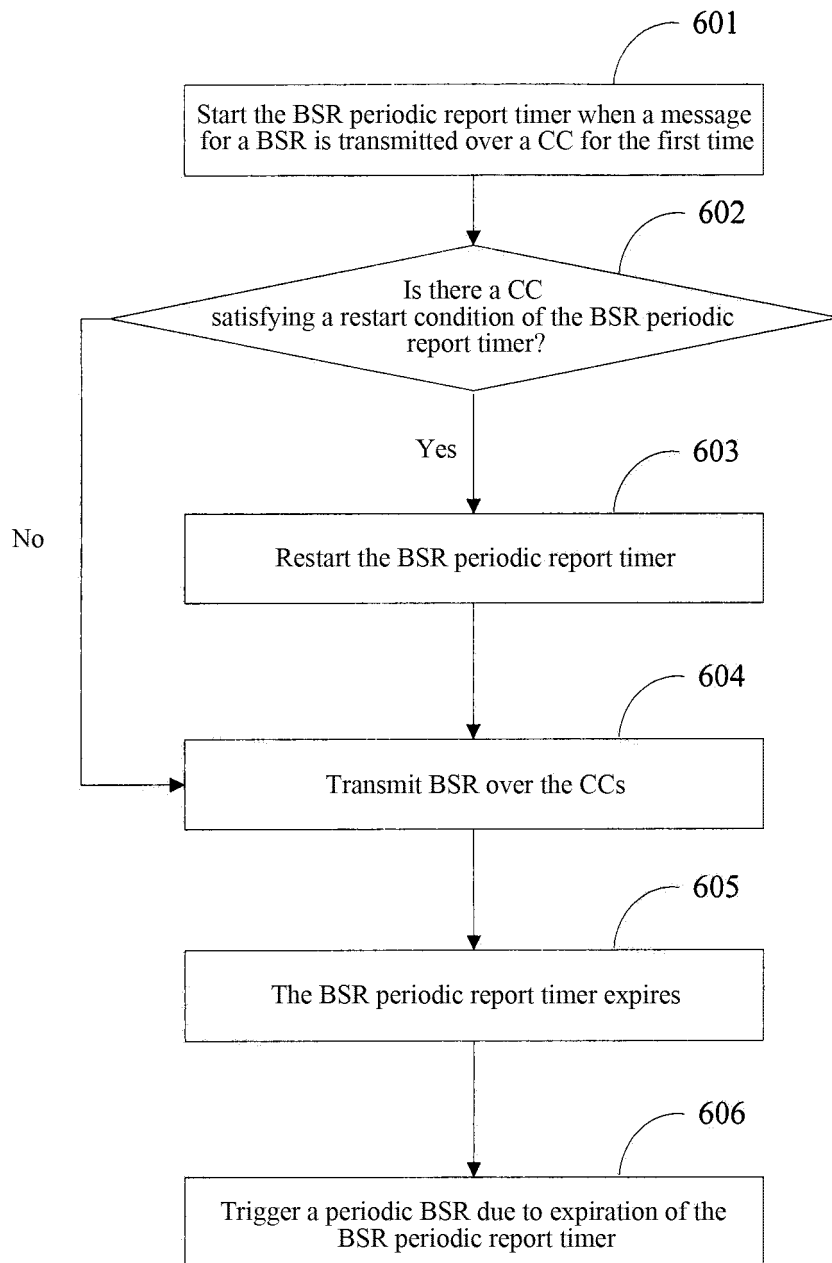 601
Start the BSR periodic report timer when a message
for a BSR is transmitted over a CC for the first time
602
Is there a CC
satisfying a restart condition of the BSR periodic
report timer?
Yes
603
No
Restart the BSR periodic report timer
604
Transmit BSR over the CCs
605
The BSR periodic report timer expires
606
Trigger a periodic BSR due to expiration of the
BSR periodic report timer